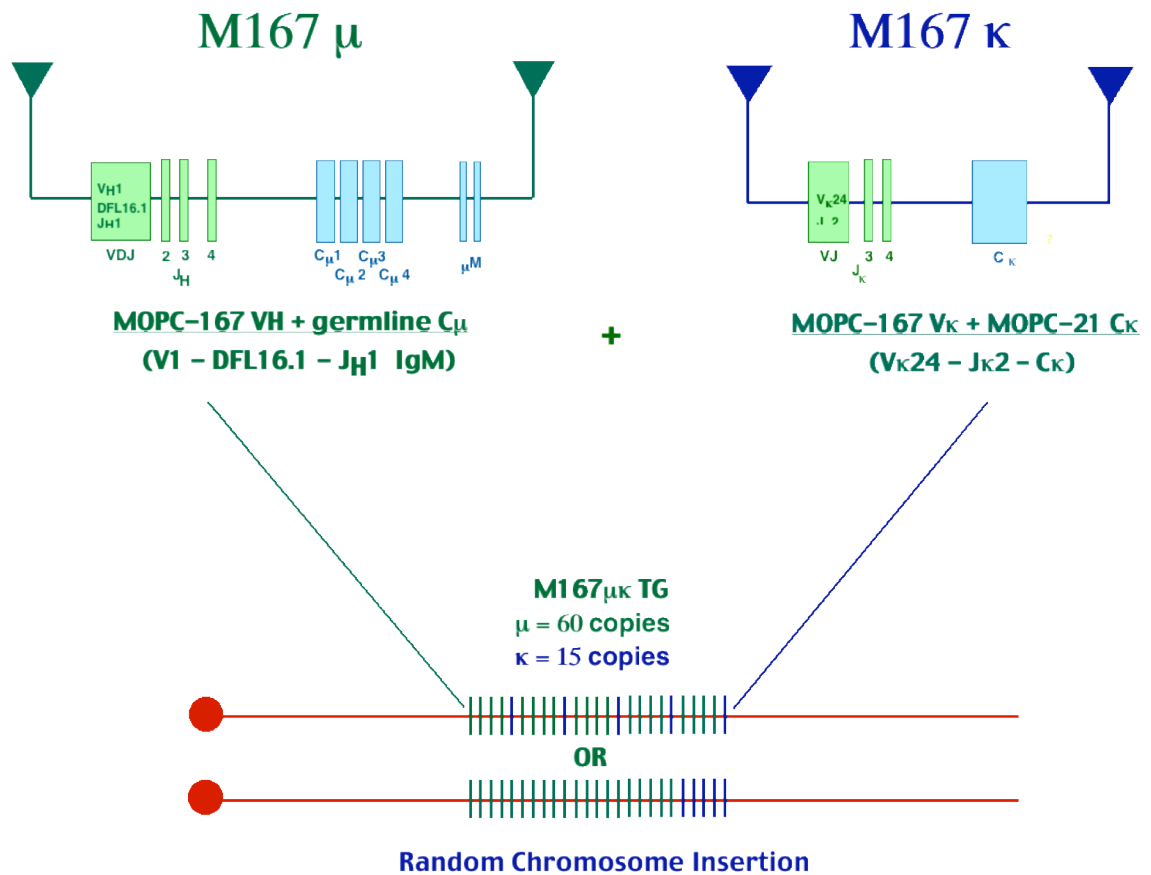 M167 μ
M167 κ
VH1
DFL16.1
JH1
VDJ
2
3
4
JH
Cμ1
Cμ2
Cμ3
Cμ4
μM
Vκ24
VJ
3
4
Jκ
Cκ
?
MOPC-167 VH + germline Cμ
(V1 – DFL16.1 – JH1 IgM)
+
MOPC-167 Vκ + MOPC-21 Cκ
(Vκ24 – Jκ2 – Cκ)
M167μκ TG
μ = 60 copies
κ = 15 copies
OR
Random Chromosome Insertion